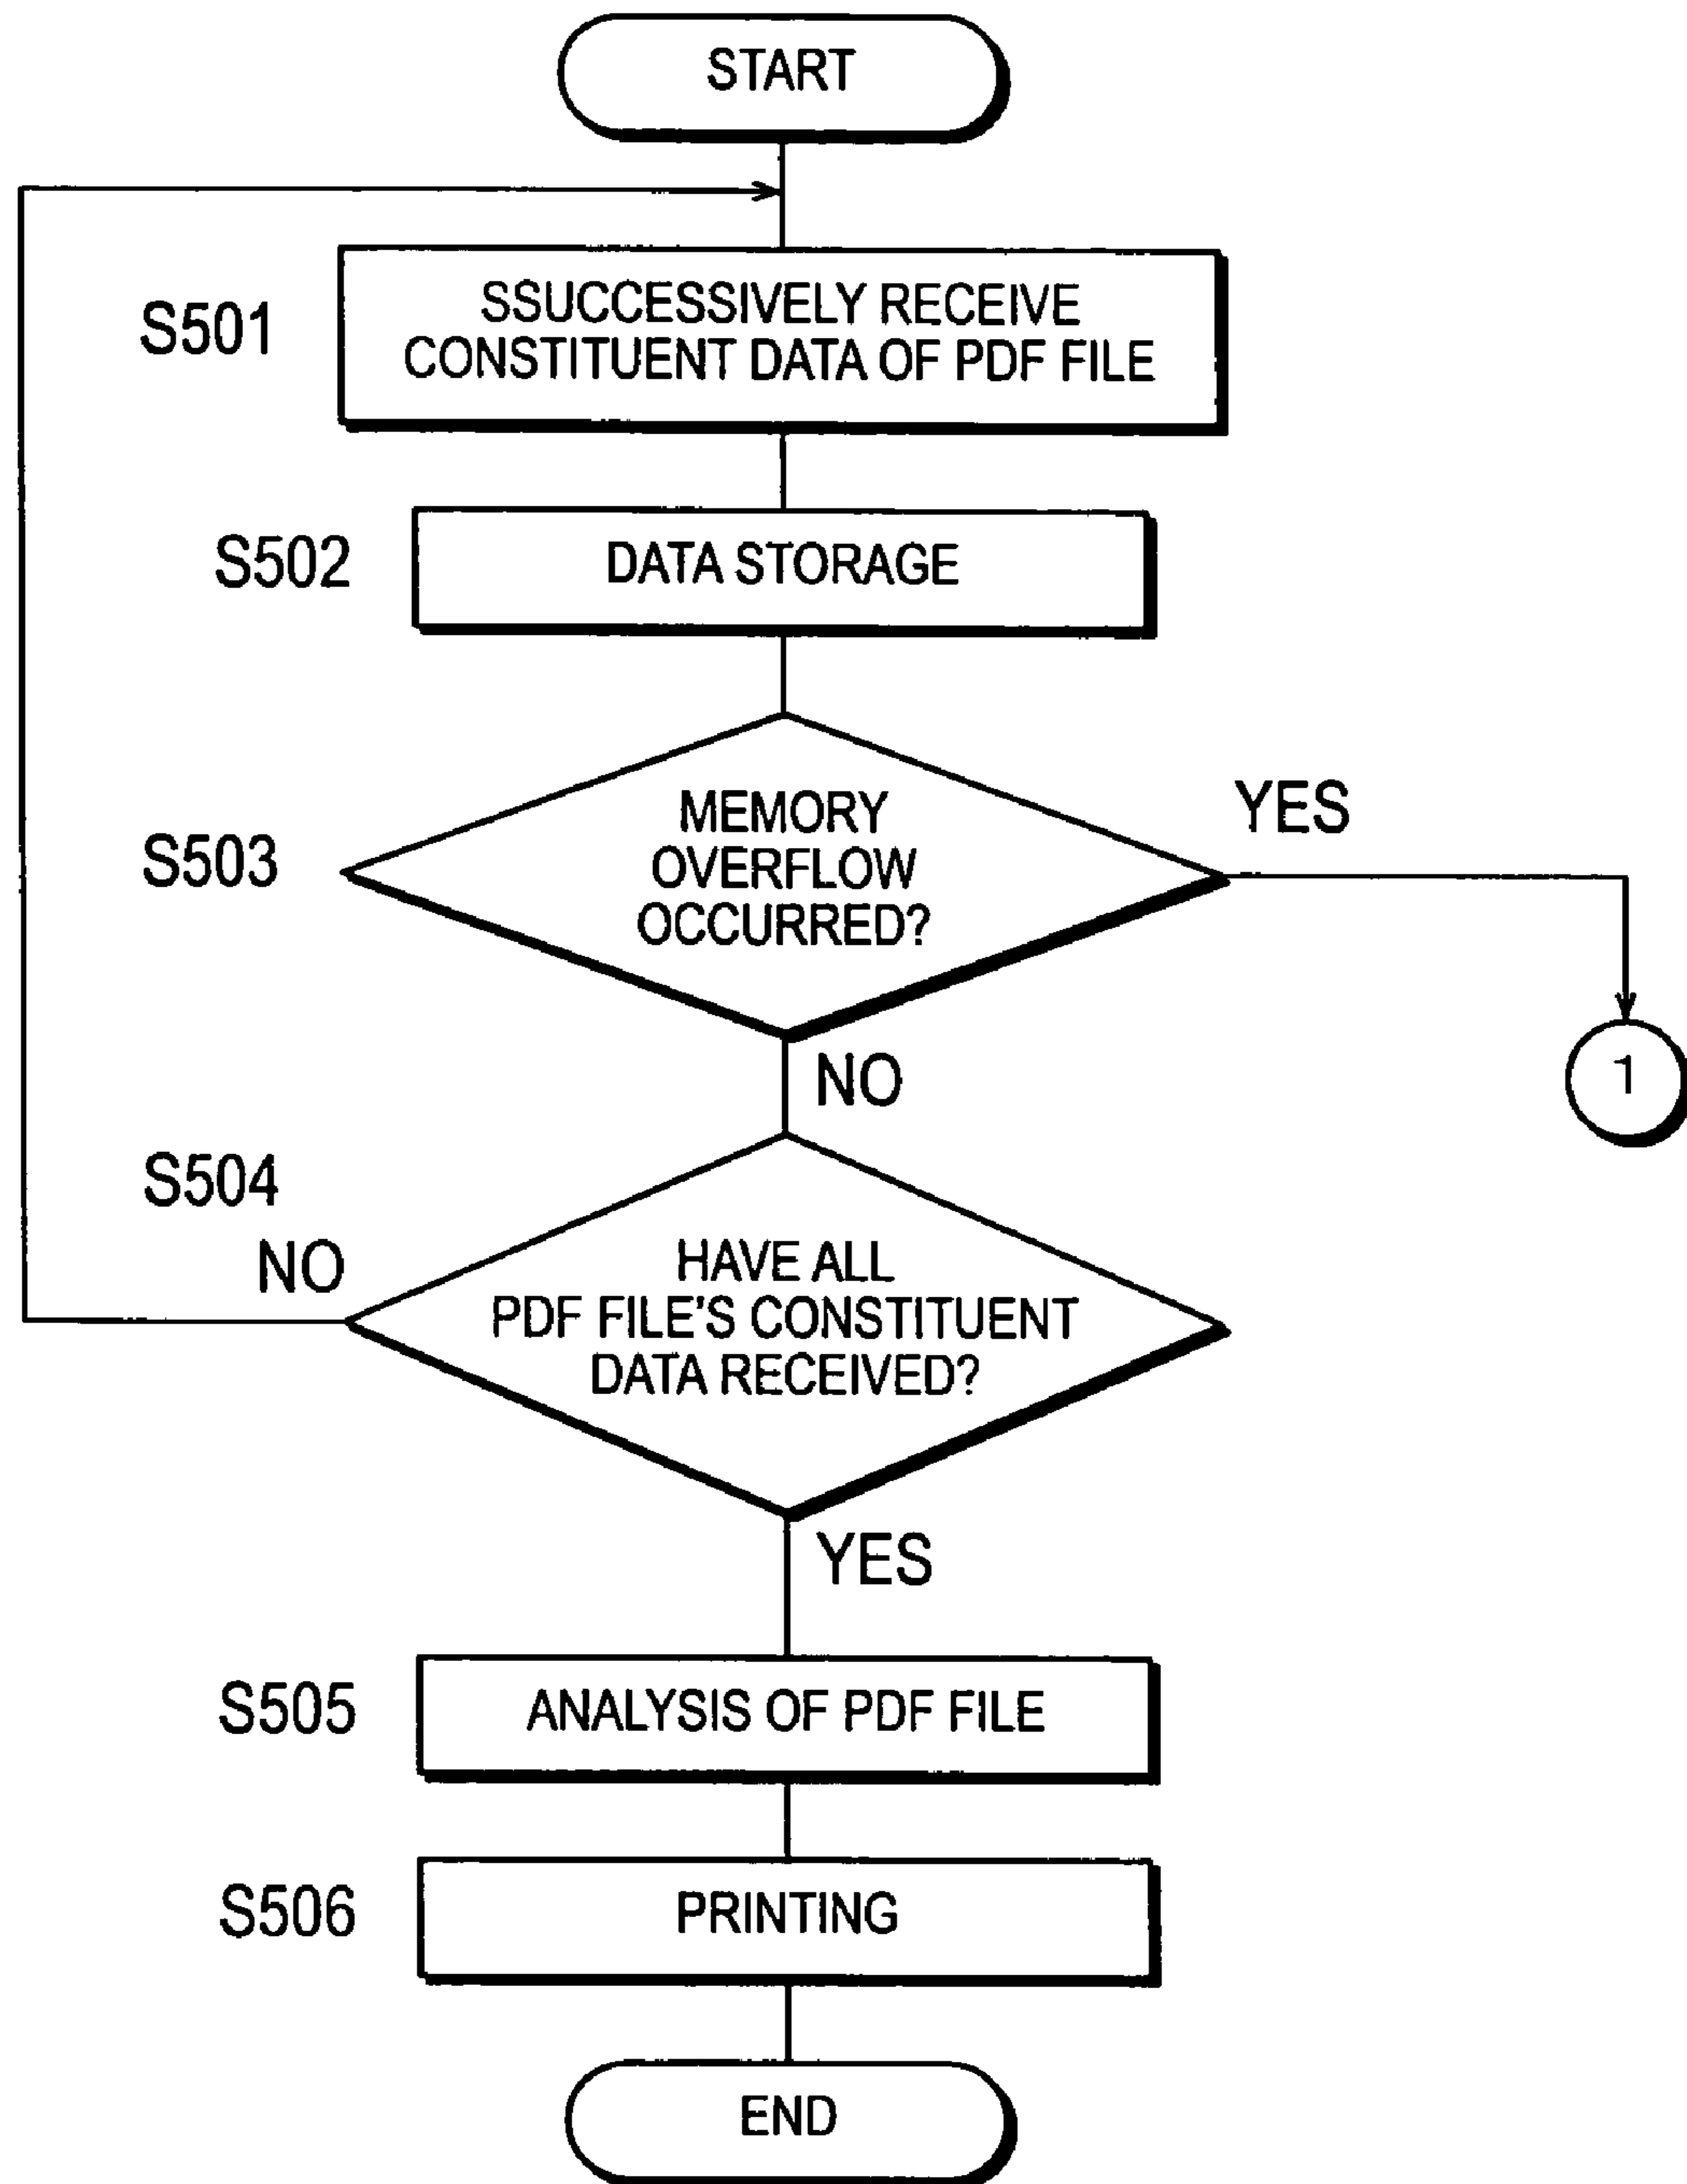 START
S501
SSUCCESSIVELY RECEIVE
CONSTITUENT DATA OF PDF FILE
S502
DATA STORAGE
S503
MEMORY
OVERFLOW
OCCURRED?
YES
1
NO
S504
NO
HAVE ALL
PDF FILE'S CONSTITUENT
DATA RECEIVED?
YES
S505
ANALYSIS OF PDF FILE
S506
PRINTING
END